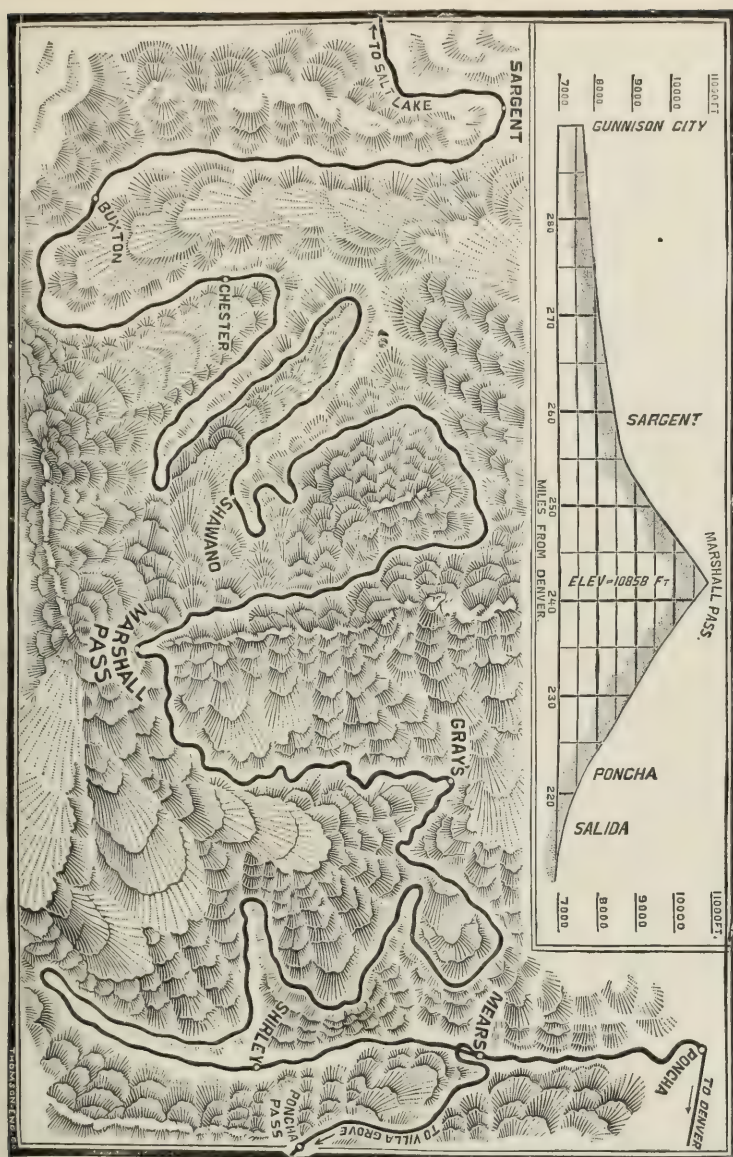 11000 FT
10000
9000
8000
7000
GUNNISON CITY
SARGENT
MARSHALL PASS.
ELEV=10858 FT
PONCHA
SALIDA
11000 FT.
10000
9000
8000
7000
280
270
260
250
240
230
220
MILES FROM DENVER
SARGENT
TO SALT LAKE
BUXTON
CHESTER
SHAWANO
MARSHALL
PASS
GRAYS
SHIRLEY
MEARS
PONCHA
TO DENVER
TO VILLA GROVE
PONCHA
PASS